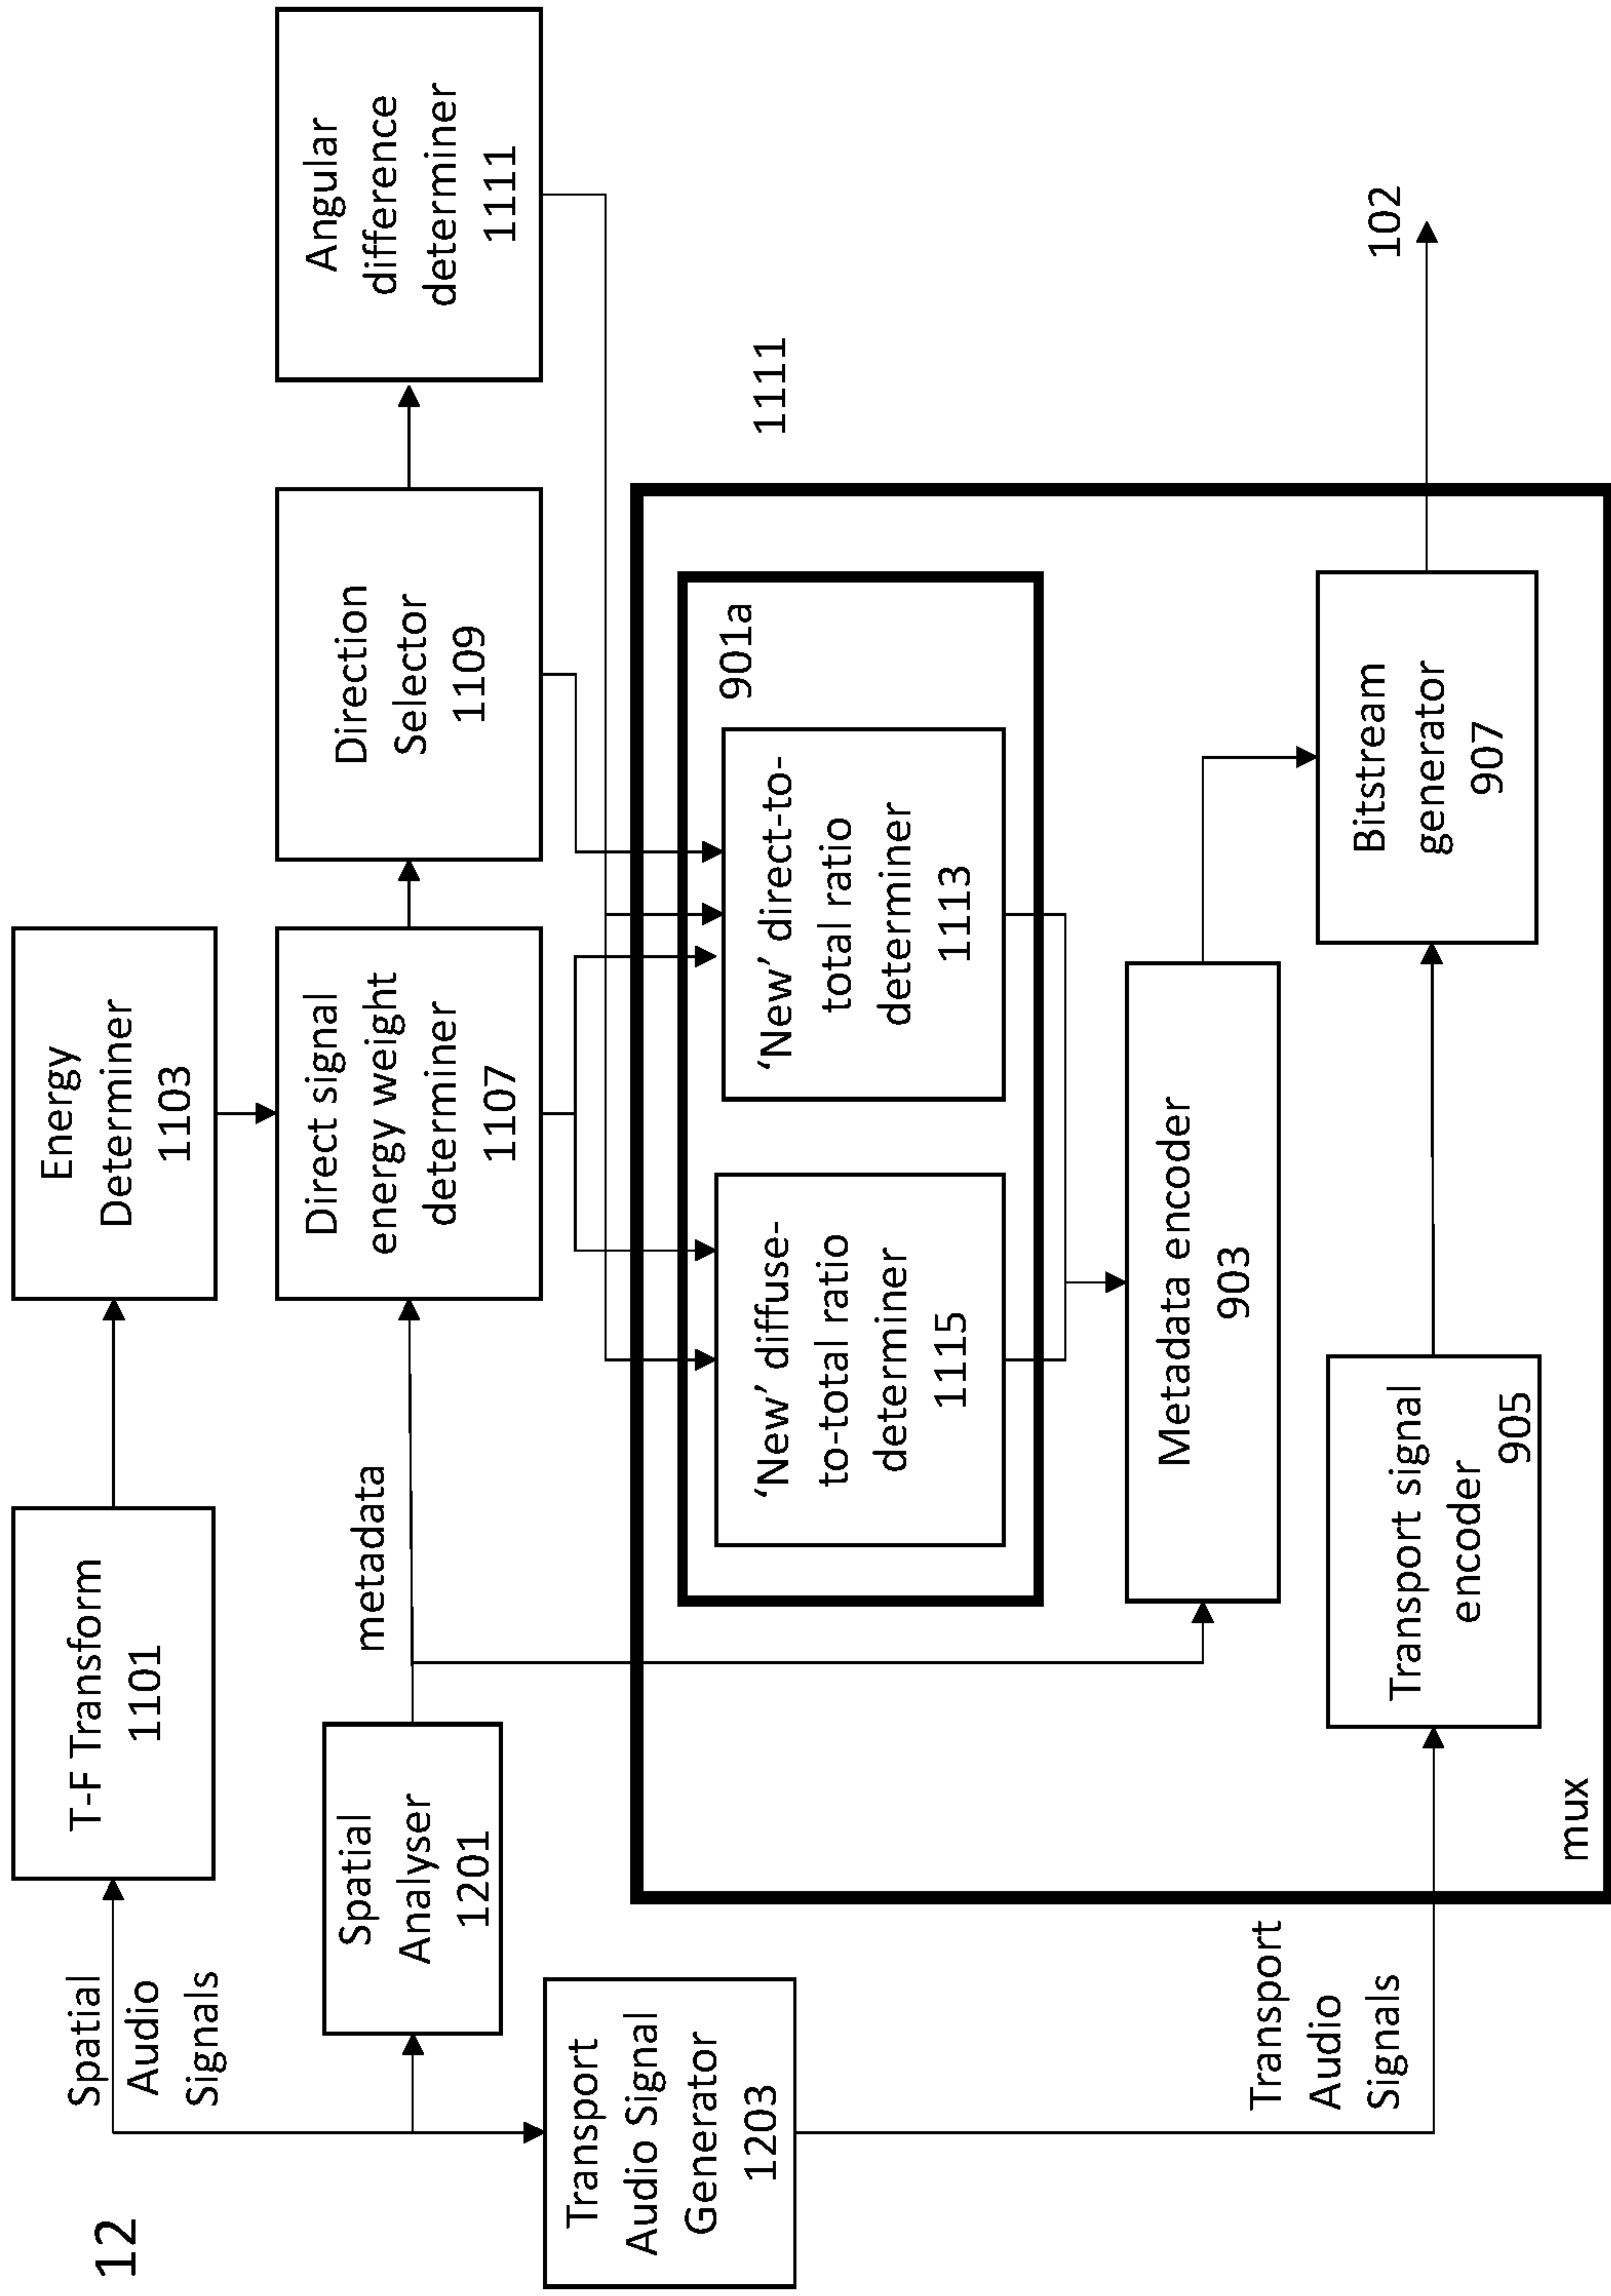 12
Spatial
Audio
Signals
T-F Transform
1101
Energy
Determiner
1103
Spatial
Analyser
1201
metadata
Direct signal
energy weight
determiner
1107
Direction
Selector
1109
Angular
difference
determiner
1111
Transport
Audio Signal
Generator
1203
1111
901a
‘New’ diffuse-
to-total ratio
determiner
1115
‘New’ direct-to-
total ratio
determiner
1113
Metadata encoder
903
Transport
Audio
Signals
Transport signal
encoder
905
Bitstream
generator
907
102
mux